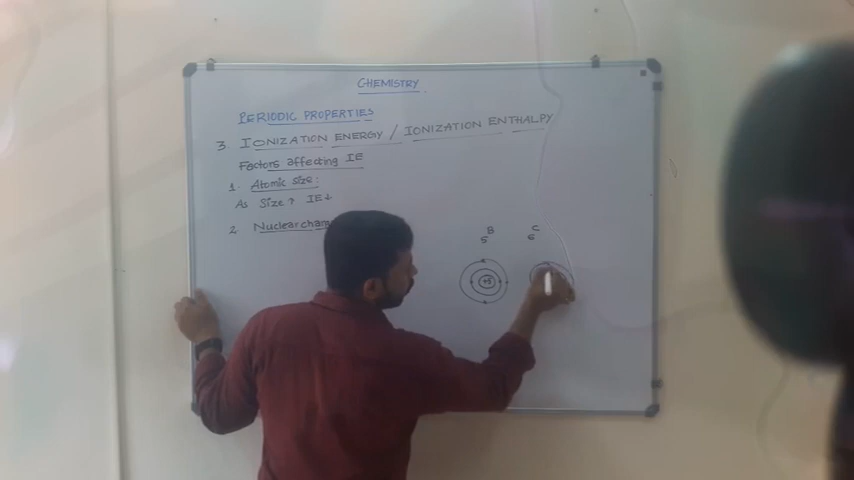 CHEMISTRY
PERIODIC PROPERTIES
3. IONIZATION ENERGY / IONIZATION ENTHALPY
Factors affecting IE
1. Atomic Size:
As Size ↑ IE↓
2 Nuclear
B C
5 6
+5